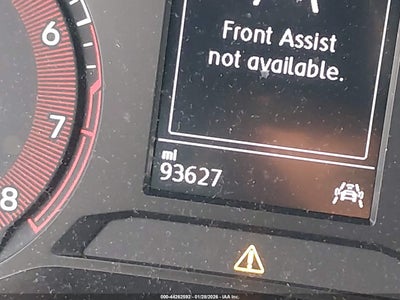 6
Front Assist
not available.
7
mi
93627
8
000-44262592 - 01/28/2026 - IAA Inc.